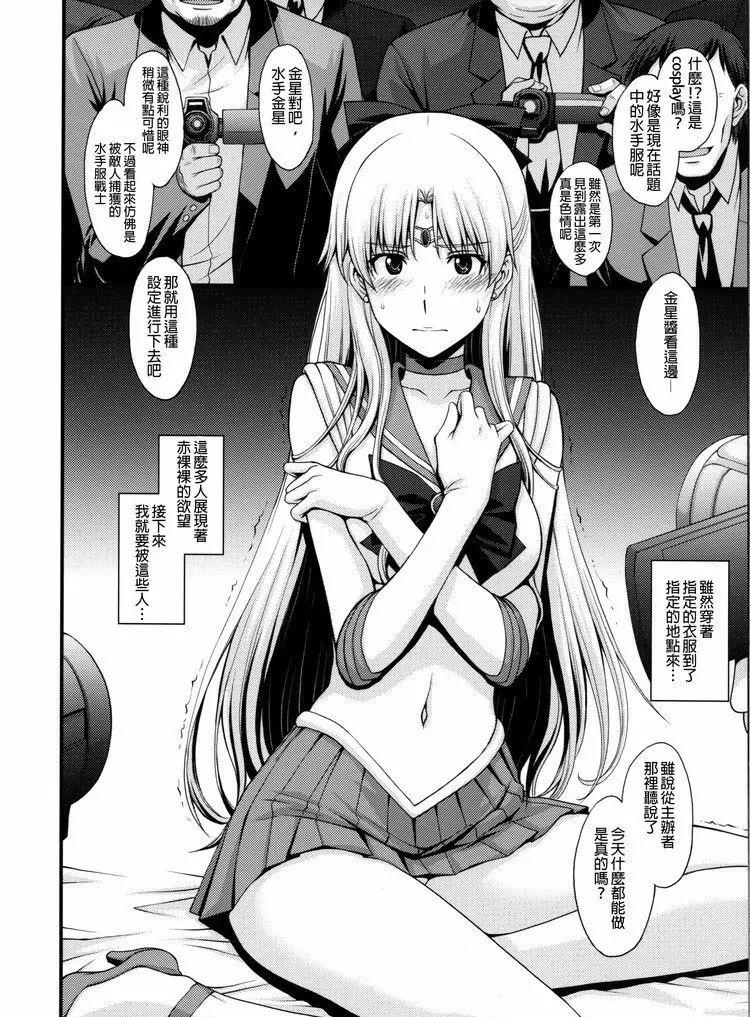 什麼!?這是
cosplay嗎?
好像是現在話題
中的水手服呢
雖然是第一次
見到露出這麼多
真是色情呢
金星對吧,
水手金星
這種銳利的眼神
稍微有點可惜呢
不過看起來仿佛是
被敵人捕獲的
水手服戰士
那就用這種
設定進行下去吧
金星醬看這邊—
雖然穿著
指定的衣服到了
指定的地點來…
這麼多人展現著
赤裸裸的欲望
接下來
我就要被這些人…
雖說從主辦者
那裡聽說了
今天什麼都能做
是真的嗎?